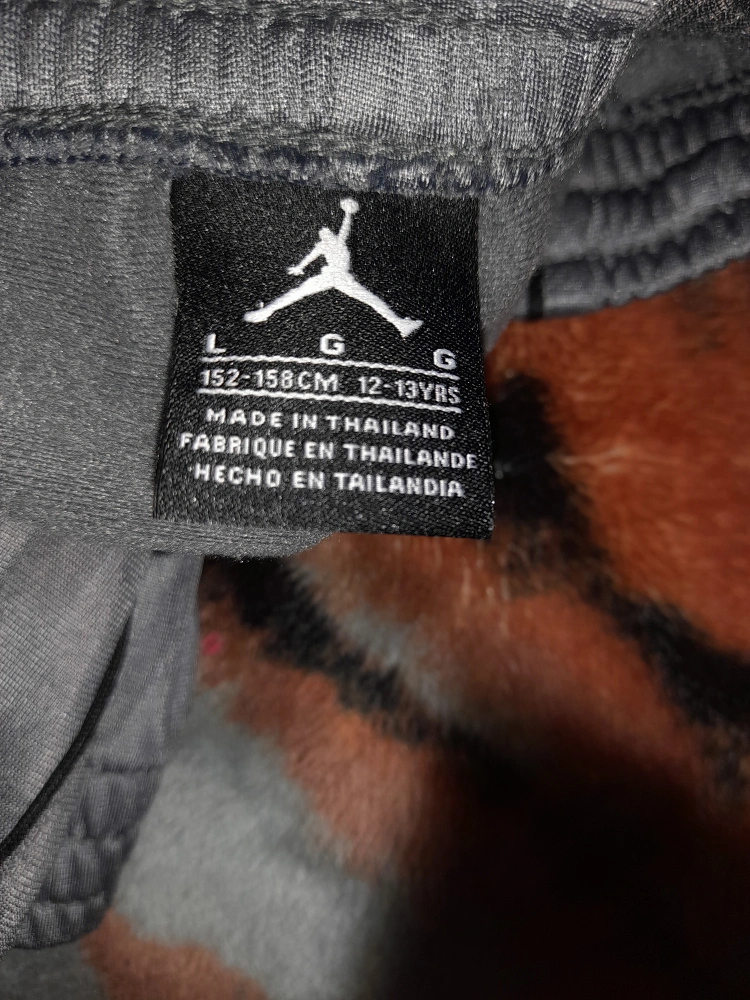 L G G
152-158CM 12-13YRS
MADE IN THAILAND
FABRIQUE EN THAILANDE
HECHO EN TAILANDIA